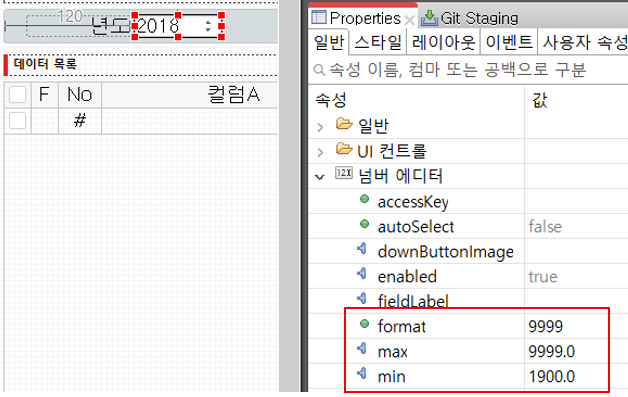 120
년도 2018
데이터 목록
F No 컬럼A
#
Properties Git Staging
일반 스타일 레이아웃 이벤트 사용자 속성
속성 이름, 컴마 또는 공백으로 구분
속성 값
일반
UI 컨트롤
12X 넘버 에디터
accessKey
autoSelect false
downButtonImage
enabled true
fieldLabel
format 9999
max 9999.0
min 1900.0